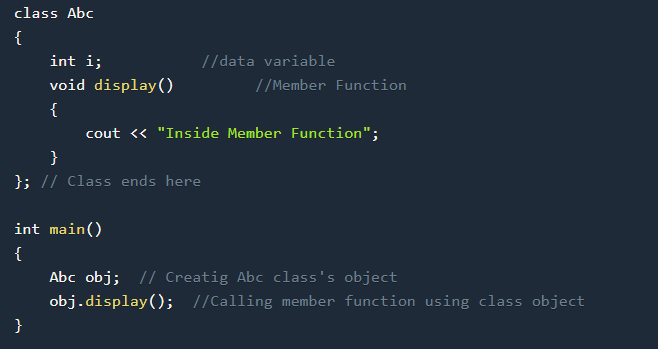 class Abc
{
    int i;           //data variable
    void display()         //Member Function
    {
        cout << "Inside Member Function";
    }
}; // Class ends here

int main()
{
    Abc obj;  // Creatig Abc class's object
    obj.display();  //Calling member function using class object
}